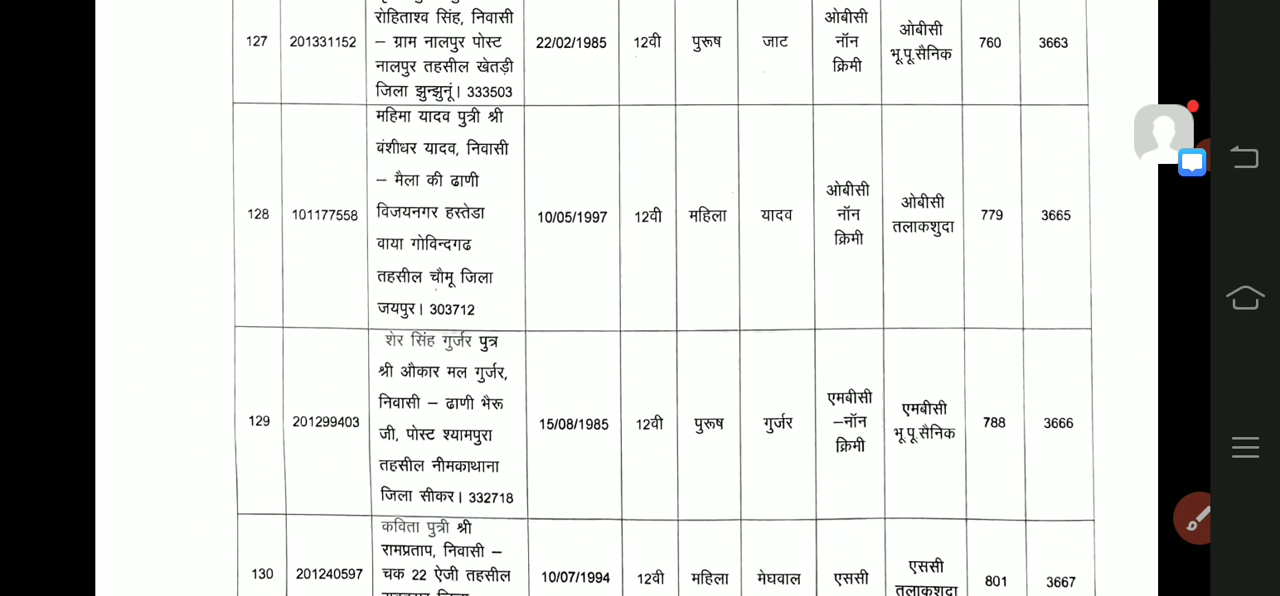 रोहिताश्व सिंह, निवासी
– ग्राम नालपुर पोस्ट
नालपुर तहसील खेतड़ी
जिला झुन्झुनूं। 333503
127
201331152
22/02/1985
12वी
पुरूष
जाट
ओबीसी
नॉन
क्रिमी
ओबीसी
भू.पू.सैनिक
760
3663
128
101177558
महिमा यादव पुत्री श्री
बंशीधर यादव, निवासी
– मैला की ढाणी
विजयनगर हस्तेडा
वाया गोविन्दगढ
तहसील चौमू जिला
जयपुर। 303712
10/05/1997
12वी
महिला
यादव
ओबीसी
नॉन
क्रिमी
ओबीसी
तलाकशुदा
779
3665
129
201299403
शेर सिंह गुर्जर पुत्र
श्री औकार मल गुर्जर,
निवासी – ढाणी भैरू
जी, पोस्ट श्यामपुरा
तहसील नीमकाथाना
जिला सीकर। 332718
15/08/1985
12वी
पुरूष
गुर्जर
एमबीसी
–नॉन
क्रिमी
एमबीसी
भू.पू.सैनिक
788
3666
130
201240597
कविता पुत्री श्री
रामप्रताप, निवासी –
चक 22 ऐजी तहसील
10/07/1994
12वी
महिला
मेघवाल
एससी
एससी
तलाकशुदा
801
3667